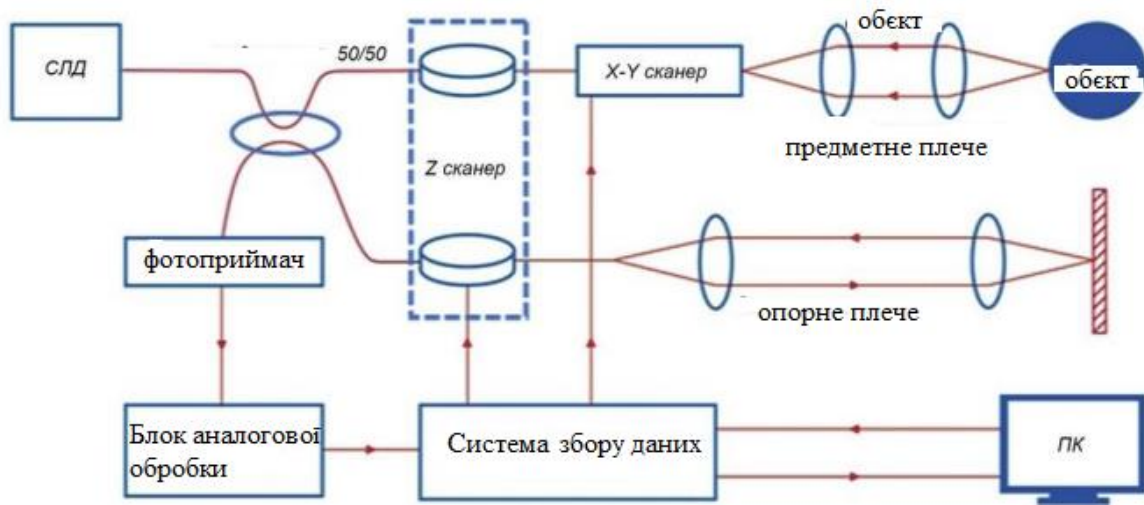 обєкт
СЛД
50/50
X-Y сканер
обєкт
предметне плече
Z сканер
фотоприймач
опорне плече
Блок аналогової
обробки
Система збору даних
ПК